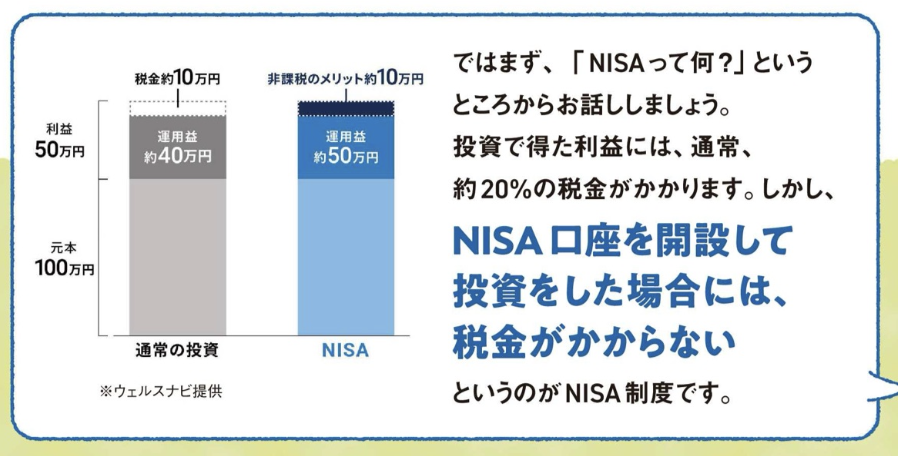 税金約10万円
非課税のメリット約10万円
利益
50万円
運用益
約40万円
運用益
約50万円
元本
100万円
通常の投資
NISA
※ウェルスナビ提供
ではまず、「NISAって何?」という
ところからお話ししましょう。
投資で得た利益には、通常、
約20%の税金がかかります。しかし、
NISA口座を開設して
投資をした場合には、
税金がかからない
というのがNISA制度です。